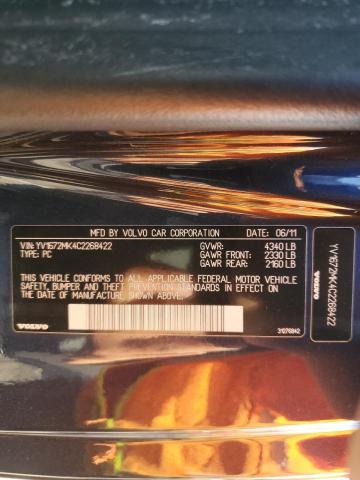 MFD BY VOLVO CAR CORPORATION DATE: 06/11
VIN: YV1672MK4C2268422 GVWR: 4340 LB
TYPE: PC GAWR FRONT: 2330 LB
GAWR REAR: 2160 LB
THIS VEHICLE CONFORMS TO ALL APPLICABLE FEDERAL MOTOR VEHICLE
SAFETY, BUMPER AND THEFT PREVENTION STANDARDS IN EFFECT ON
THE DATE OF MANUFACTURE SHOWN ABOVE.
VOLVO
31276942
YV1672MK4C2268422
VOLVO